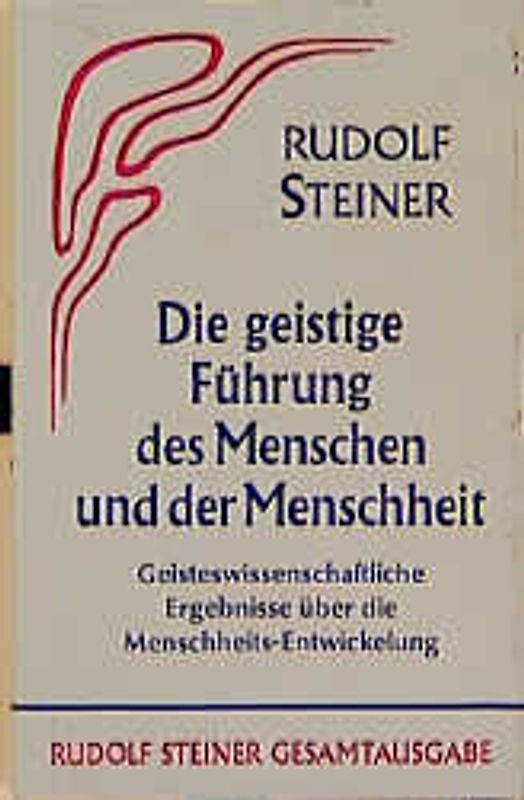 RUDOLF
STEINER
Die geistige
Führung
des Menschen
und der Menschheit
Geisteswissenschaftliche
Ergebnisse über die
Menschheits-Entwickelung
RUDOLF STEINER GESAMTAUSGABE